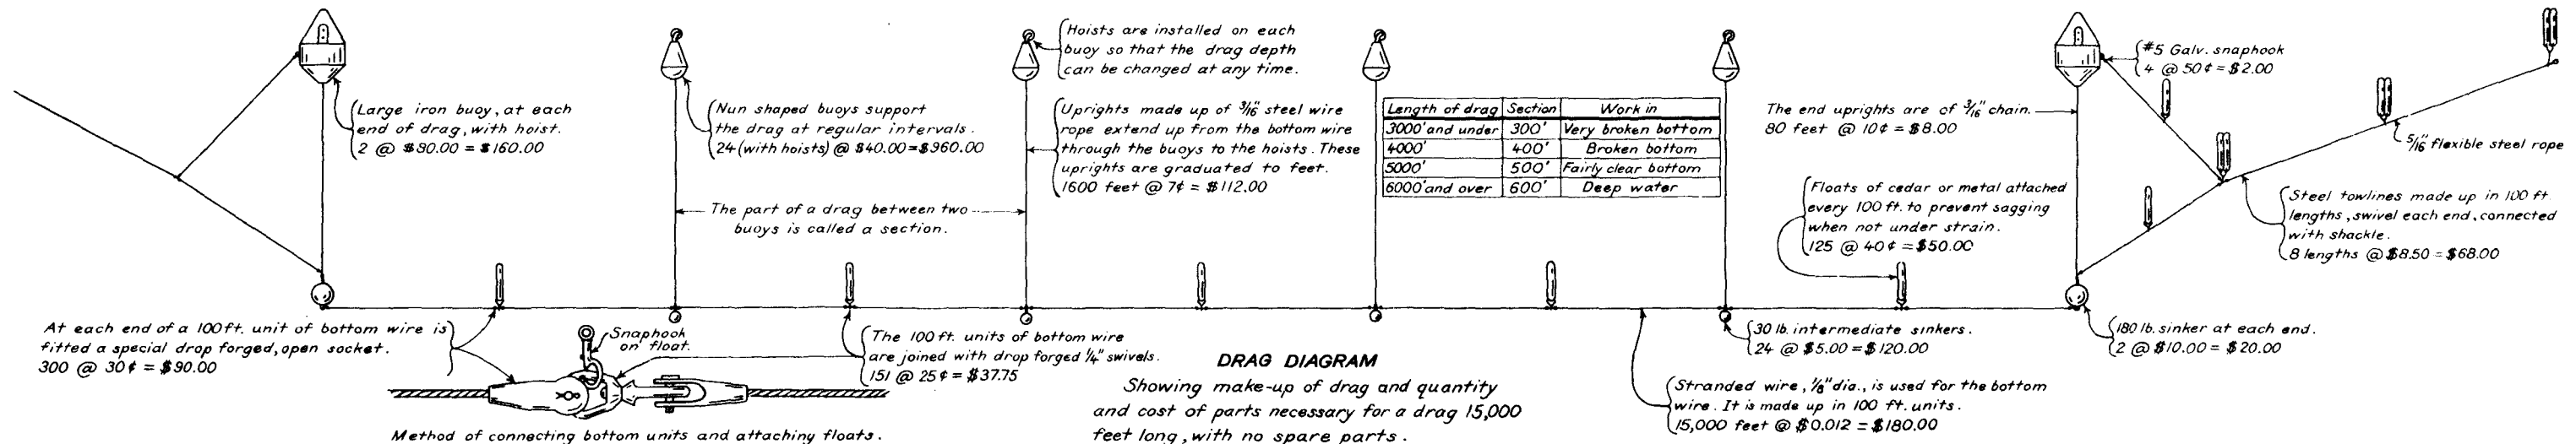 Large iron buoy, at each
end of drag, with hoist.
2 @ $80.00 = $160.00
Nun shaped buoys support
the drag at regular intervals.
24 (with hoists) @ $40.00=$960.00
The part of a drag between two
buoys is called a section.
Hoists are installed on each
buoy so that the drag depth
can be changed at any time.
Uprights made up of 3/16" steel wire
rope extend up from the bottom wire
through the buoys to the hoists. These
uprights are graduated to feet.
1600 feet @ 7¢ = $112.00
Length of drag Section Work in
3000' and under 300' Very broken bottom
4000' 400' Broken bottom
5000' 500' Fairly clear bottom
6000' and over 600' Deep water
The end uprights are of 3/16" chain.
80 feet @ 10¢ = $8.00
#5 Galv. snaphook
4 @ 50¢ = $2.00
5/16" flexible steel rope
Floats of cedar or metal attached
every 100 ft. to prevent sagging
when not under strain.
125 @ 40¢ = $50.00
Steel towlines made up in 100 ft.
lengths, swivel each end, connected
with shackle.
8 lengths @ $8.50 = $68.00
At each end of a 100 ft. unit of bottom wire is
fitted a special drop forged, open socket.
300 @ 30¢ = $90.00
Snaphook
on float.
The 100 ft. units of bottom wire
are joined with drop forged 1/4" swivels.
151 @ 25¢ = $37.75
Method of connecting bottom units and attaching floats.
DRAG DIAGRAM
Showing make-up of drag and quantity
and cost of parts necessary for a drag 15,000
feet long, with no spare parts.
30 lb. intermediate sinkers.
24 @ $5.00 = $120.00
180 lb. sinker at each end.
2 @ $10.00 = $20.00
Stranded wire, 1/8" dia., is used for the bottom
wire. It is made up in 100 ft. units.
15,000 feet @ $0.012 = $180.00